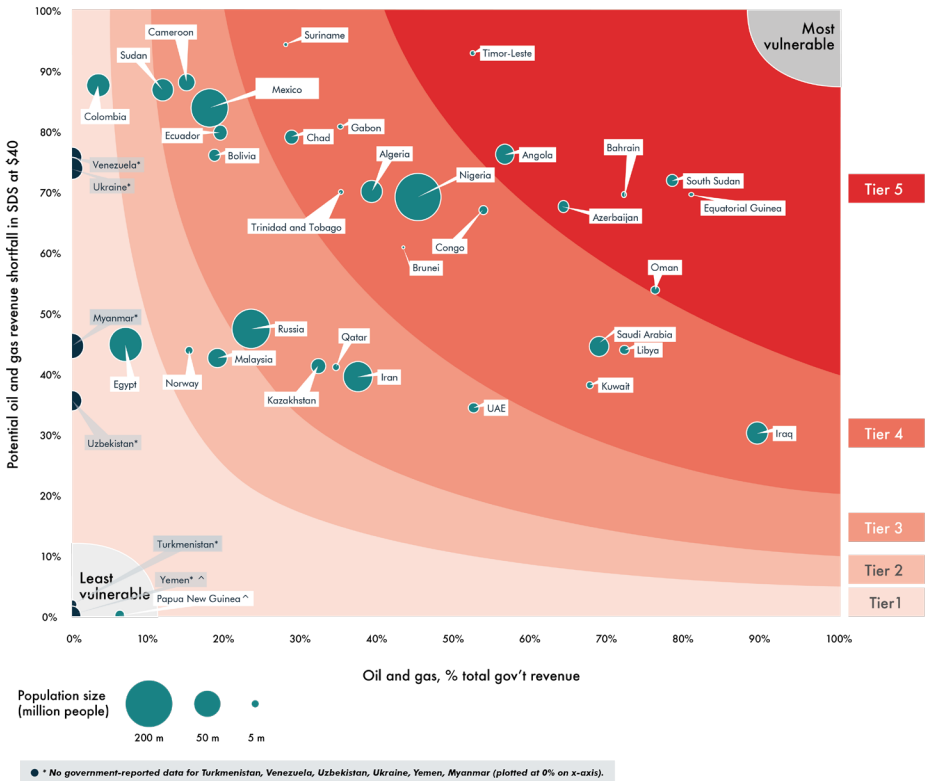 100%
90%
80%
70%
60%
50%
40%
30%
20%
10%
0%
Potential oil and gas revenue shortfall in SDS at $40
Cameroon
Suriname
Most
vulnerable
Sudan
Timor-Leste
Mexico
Colombia
Ecuador
Chad
Gabon
Bolivia
Algeria
Angola
Bahrain
Venezuela*
Ukraine*
Nigeria
South Sudan
Equatorial Guinea
Tier 5
Trinidad and Tobago
Azerbaijan
Congo
Brunei
Oman
Myanmar*
Russia
Saudi Arabia
Qatar
Libya
Malaysia
Egypt
Norway
Iran
Kazakhstan
Kuwait
UAE
Uzbekistan*
Iraq
Tier 4
Tier 3
Turkmenistan*
Tier 2
Least
vulnerable
Yemen* ^
Papua New Guinea ^
Tier1
0%
10%
20%
30%
40%
50%
60%
70%
80%
90%
100%
Oil and gas, % total gov’t revenue
Population size
(million people)
200 m
50 m
5 m
* No government-reported data for Turkmenistan, Venezuela, Uzbekistan, Ukraine, Yemen, Myanmar (plotted at 0% on x-axis).